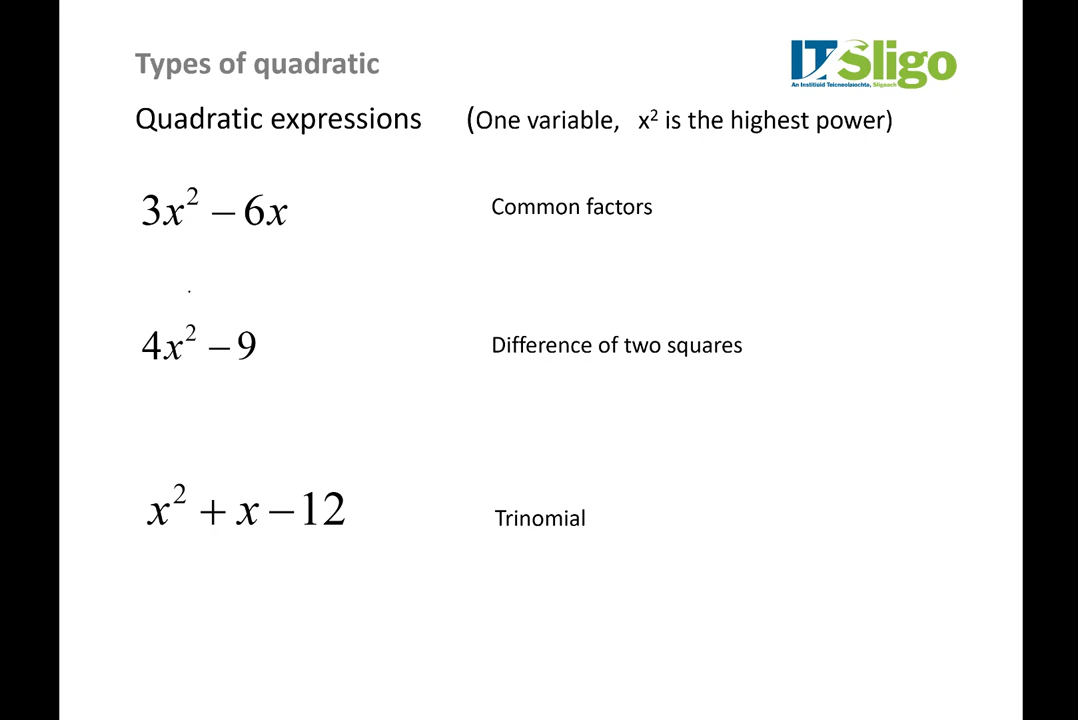 Types of quadratic
ITSligo
An Institiúid Teicneolaíochta, Sligeach
Quadratic expressions (One variable, x² is the highest power)
3x² – 6x Common factors
4x² – 9 Difference of two squares
x² + x – 12 Trinomial